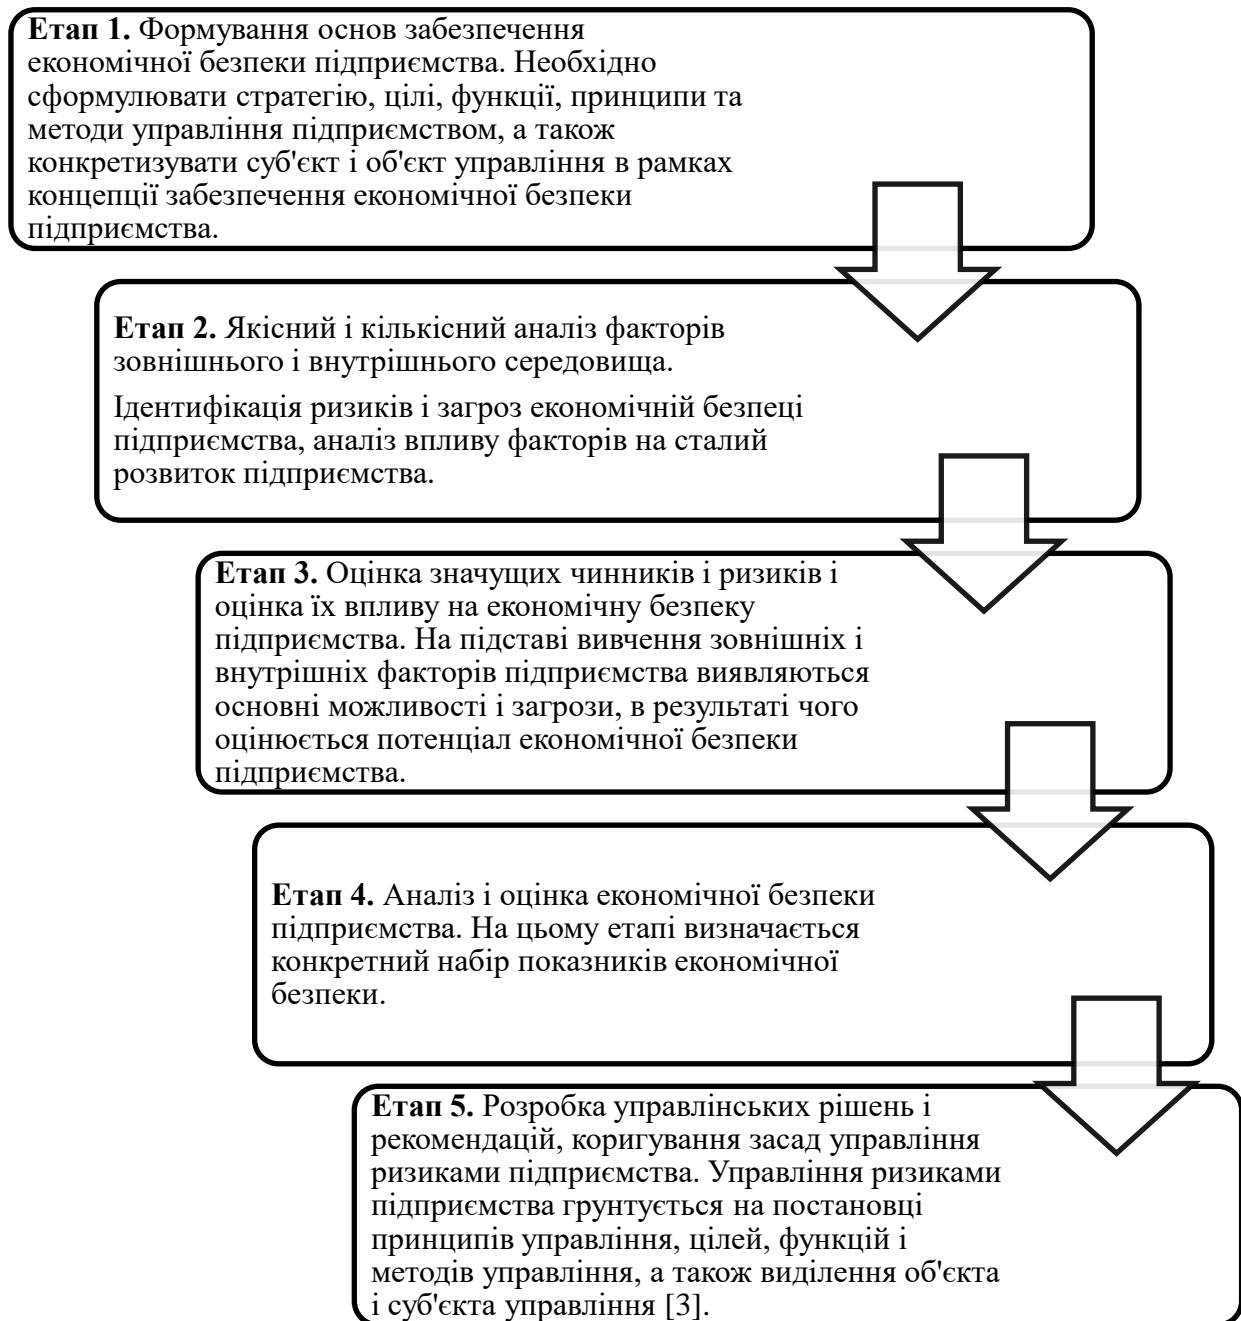 Етап 1. Формування основ забезпечення
економічної безпеки підприємства. Необхідно
сформулювати стратегію, цілі, функції, принципи та
методи управління підприємством, а також
конкретизувати суб'єкт і об'єкт управління в рамках
концепції забезпечення економічної безпеки
підприємства.
Етап 2. Якісний і кількісний аналіз факторів
зовнішнього і внутрішнього середовища.
Ідентифікація ризиків і загроз економічній безпеці
підприємства, аналіз впливу факторів на сталий
розвиток підприємства.
Етап 3. Оцінка значущих чинників і ризиків і
оцінка їх впливу на економічну безпеку
підприємства. На підставі вивчення зовнішніх і
внутрішніх факторів підприємства виявляються
основні можливості і загрози, в результаті чого
оцінюється потенціал економічної безпеки
підприємства.
Етап 4. Аналіз і оцінка економічної безпеки
підприємства. На цьому етапі визначається
конкретний набір показників економічної
безпеки.
Етап 5. Розробка управлінських рішень і
рекомендацій, коригування засад управління
ризиками підприємства. Управління ризиками
підприємства грунтується на постановці
принципів управління, цілей, функцій і
методів управління, а також виділення об'єкта
і суб'єкта управління [3].